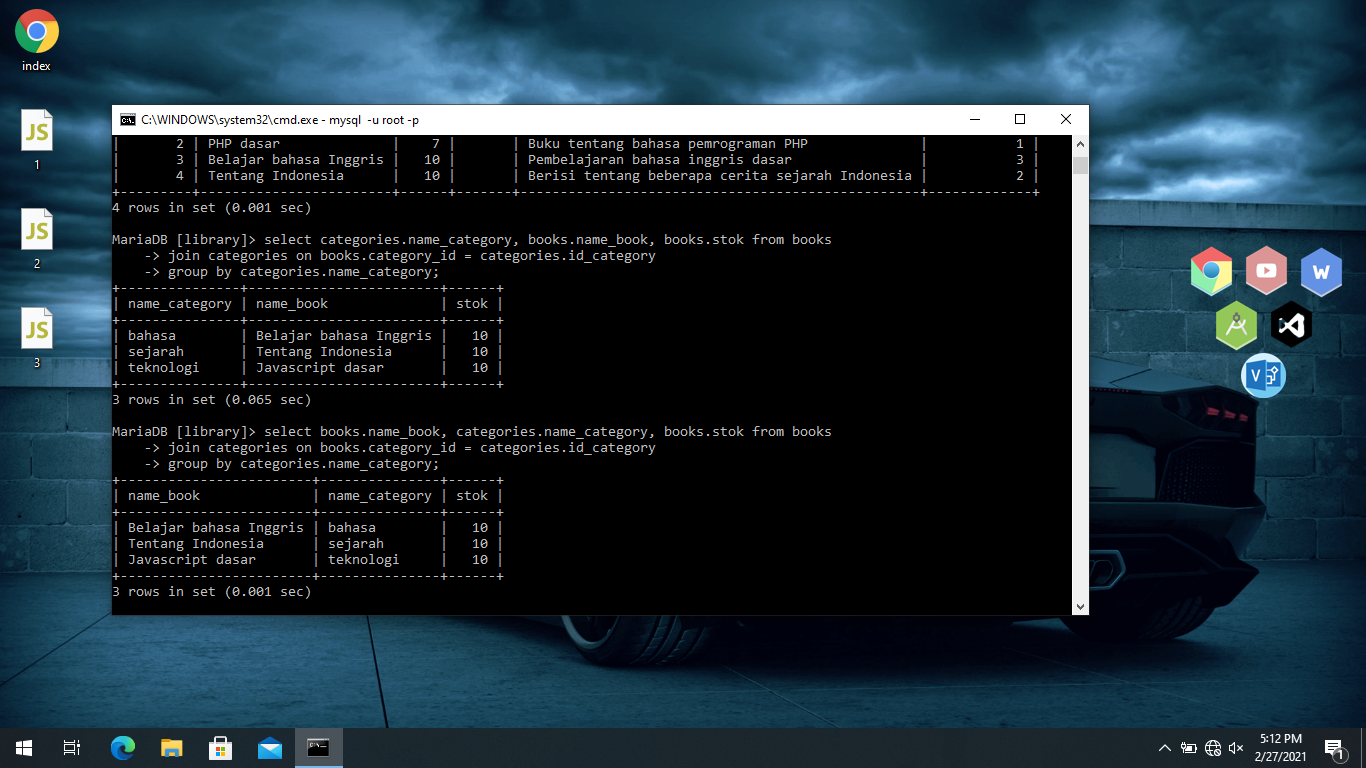 index
JS
1
JS
2
JS
3
C:\WINDOWS\system32\cmd.exe - mysql  -u root -p
|        2 | PHP dasar              |    7 |       | Buku tentang bahasa pemrograman PHP              |           1 |
|        3 | Belajar bahasa Inggris |   10 |       | Pembelajaran bahasa inggris dasar                |           3 |
|        4 | Tentang Indonesia      |   10 |       | Berisi tentang beberapa cerita sejarah Indonesia |           2 |
+---------+------------------------+------+-------+--------------------------------------------------+-------------+
4 rows in set (0.001 sec)
MariaDB [library]> select categories.name_category, books.name_book, books.stok from books
    -> join categories on books.category_id = categories.id_category
    -> group by categories.name_category;
+---------------+------------------------+------+
| name_category | name_book              | stok |
+---------------+------------------------+------+
| bahasa        | Belajar bahasa Inggris |   10 |
| sejarah       | Tentang Indonesia      |   10 |
| teknologi     | Javascript dasar       |   10 |
+---------------+------------------------+------+
3 rows in set (0.065 sec)
MariaDB [library]> select books.name_book, categories.name_category, books.stok from books
    -> join categories on books.category_id = categories.id_category
    -> group by categories.name_category;
+------------------------+---------------+------+
| name_book              | name_category | stok |
+------------------------+---------------+------+
| Belajar bahasa Inggris | bahasa        |   10 |
| Tentang Indonesia      | sejarah       |   10 |
| Javascript dasar       | teknologi     |   10 |
+------------------------+---------------+------+
3 rows in set (0.001 sec)
W
V
5:12 PM
2/27/2021
1